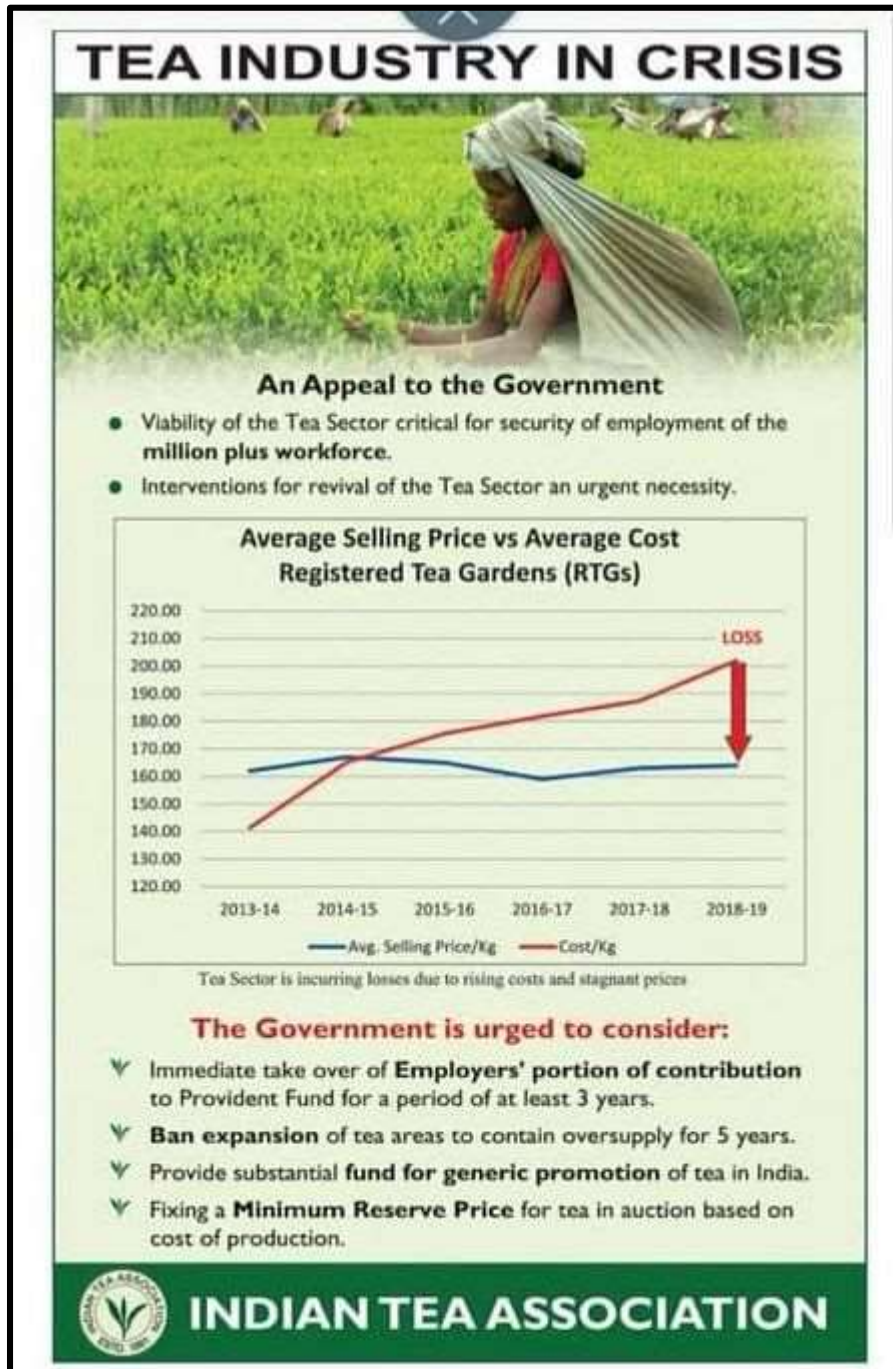 TEA INDUSTRY IN CRISIS
An Appeal to the Government
Viability of the Tea Sector critical for security of employment of the
million plus workforce.
Interventions for revival of the Tea Sector an urgent necessity.
Average Selling Price vs Average Cost
Registered Tea Gardens (RTGs)
220.00
210.00
LOSS
200.00
190.00
180.00
170.00
160.00
150.00
140.00
130.00
120.00
2013-14 2014-15 2015-16 2016-17 2017-18 2018-19
Avg. Selling Price/Kg Cost/Kg
Tea Sector is incurring losses due to rising costs and stagnant prices
The Government is urged to consider:
Immediate take over of Employers' portion of contribution
to Provident Fund for a period of at least 3 years.
Ban expansion of tea areas to contain oversupply for 5 years.
Provide substantial fund for generic promotion of tea in India.
Fixing a Minimum Reserve Price for tea in auction based on
cost of production.
INDIAN TEA ASSOCIATION
ESTD. 1881
INDIAN TEA ASSOCIATION